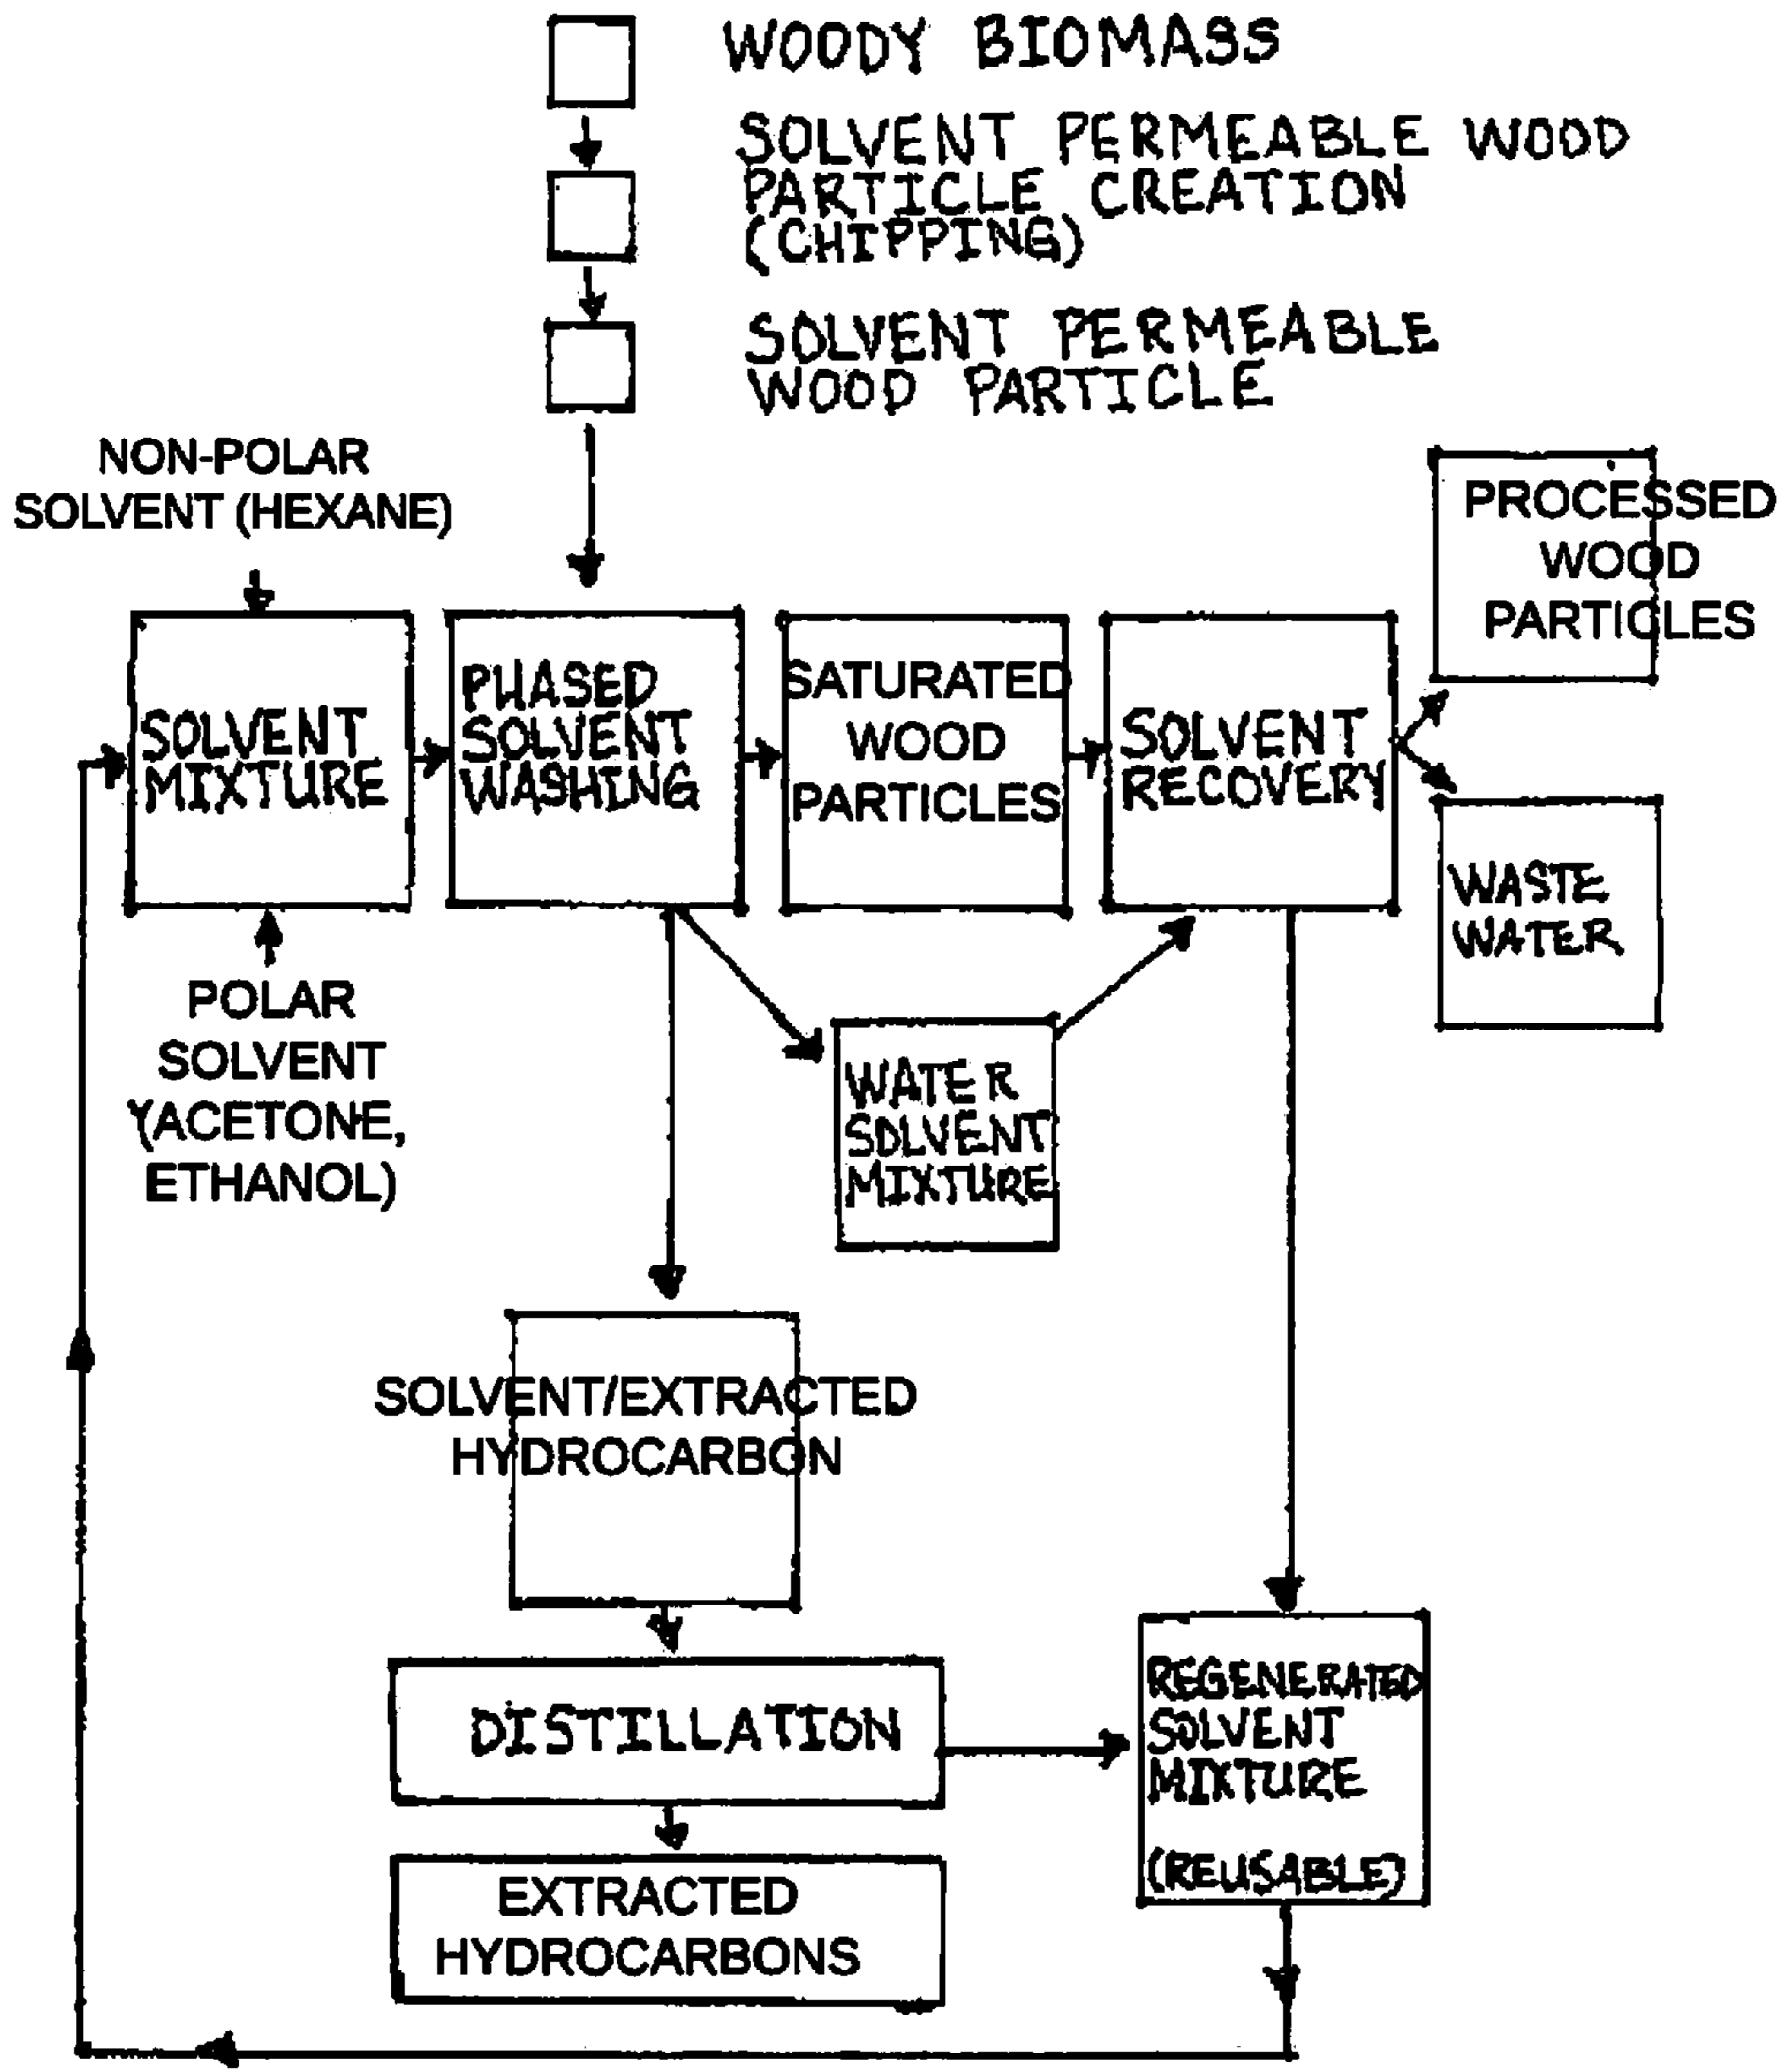 WOODY BIOMASS
SOLVENT PERMEABLE WOOD
PARTICLE CREATION
(CHIPPING)
SOLVENT PERMEABLE
WOOD PARTICLE
NON-POLAR
SOLVENT (HEXANE)
PROCESSED
WOOD
PARTICLES
SOLVENT
MIXTURE
PHASED
SOLVENT
WASHING
SATURATED
WOOD
PARTICLES
SOLVENT
RECOVERY
WASTE
WATER
POLAR
SOLVENT
(ACETONE,
ETHANOL)
WATER
SOLVENT
MIXTURE
SOLVENT/EXTRACTED
HYDROCARBON
DISTILLATION
REGENERATED
SOLVENT
MIXTURE
(REUSABLE)
EXTRACTED
HYDROCARBONS